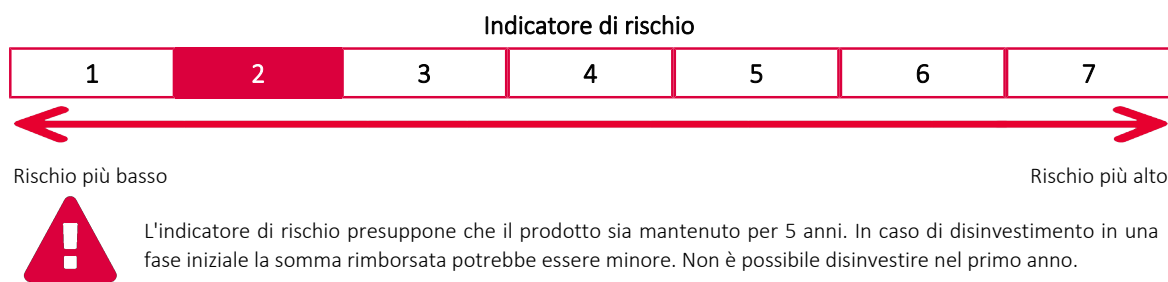 Indicatore di rischio
1 2 3 4 5 6 7
Rischio più basso Rischio più alto
L'indicatore di rischio presuppone che il prodotto sia mantenuto per 5 anni. In caso di disinvestimento in una
fase iniziale la somma rimborsata potrebbe essere minore. Non è possibile disinvestire nel primo anno.